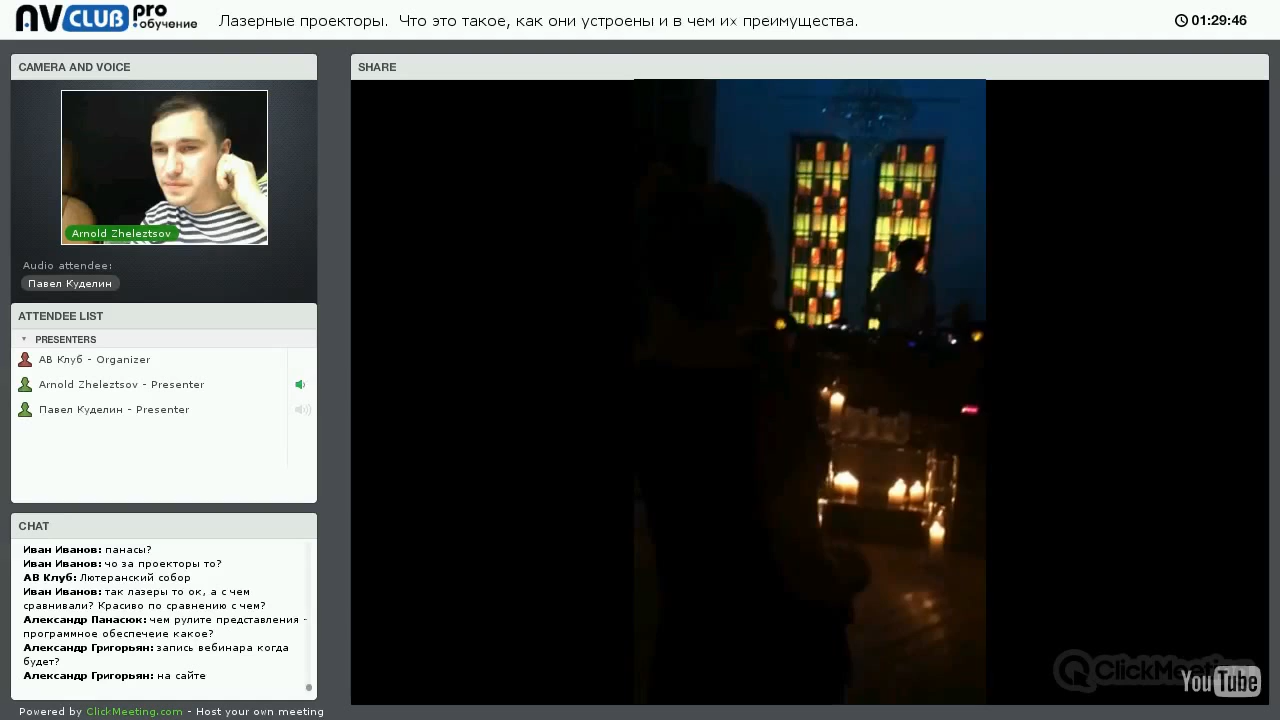 AVCLUB pro :обучение
Лазерные проекторы. Что это такое, как они устроены и в чем их преимущества.
01:29:46
CAMERA AND VOICE
Arnold Zheleztsov
Audio attendee:
Павел Куделин
ATTENDEE LIST
PRESENTERS
АВ Клуб - Organizer
Arnold Zheleztsov - Presenter
Павел Куделин - Presenter
CHAT
Иван Иванов: панасы?
Иван Иванов: чо за проекторы то?
АВ Клуб: Лютеранский собор
Иван Иванов: так лазеры то ок, а с чем
сравнивали? Красиво по сравнению с чем?
Александр Панасюк: чем рулите представления -
программное обеспечеие какое?
Александр Григорьян: запись вебинара когда
будет?
Александр Григорьян: на сайте
Powered by ClickMeeting.com - Host your own meeting
SHARE
ClickMeeting
YouTube